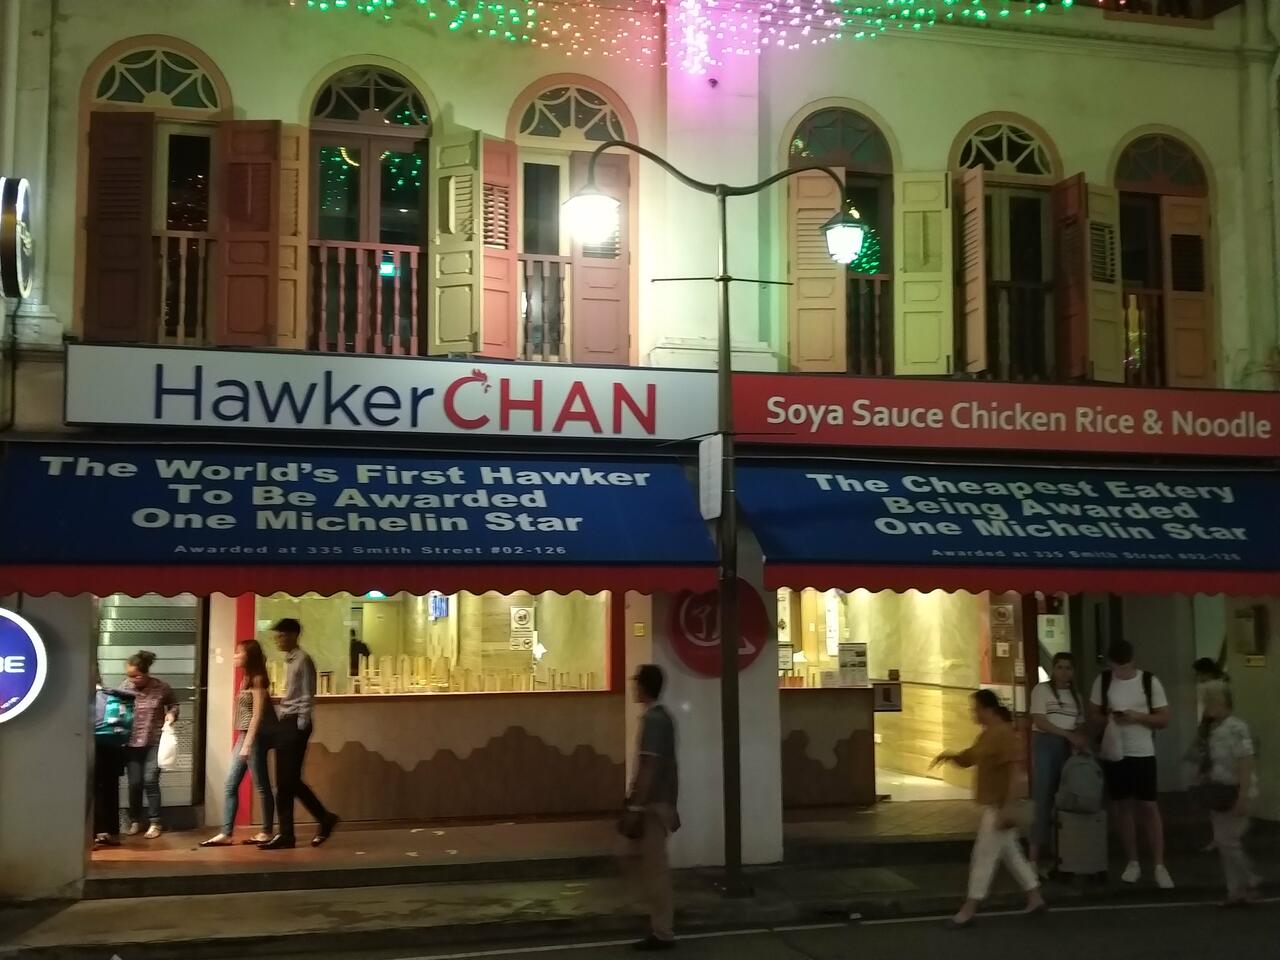 HawkerCHAN
Soya Sauce Chicken Rice & Noodle
The World's First Hawker
To Be Awarded
One Michelin Star
Awarded at 335 Smith Street #02-126
The Cheapest Eatery
Being Awarded
One Michelin Star
Awarded at 335 Smith Street #02-126